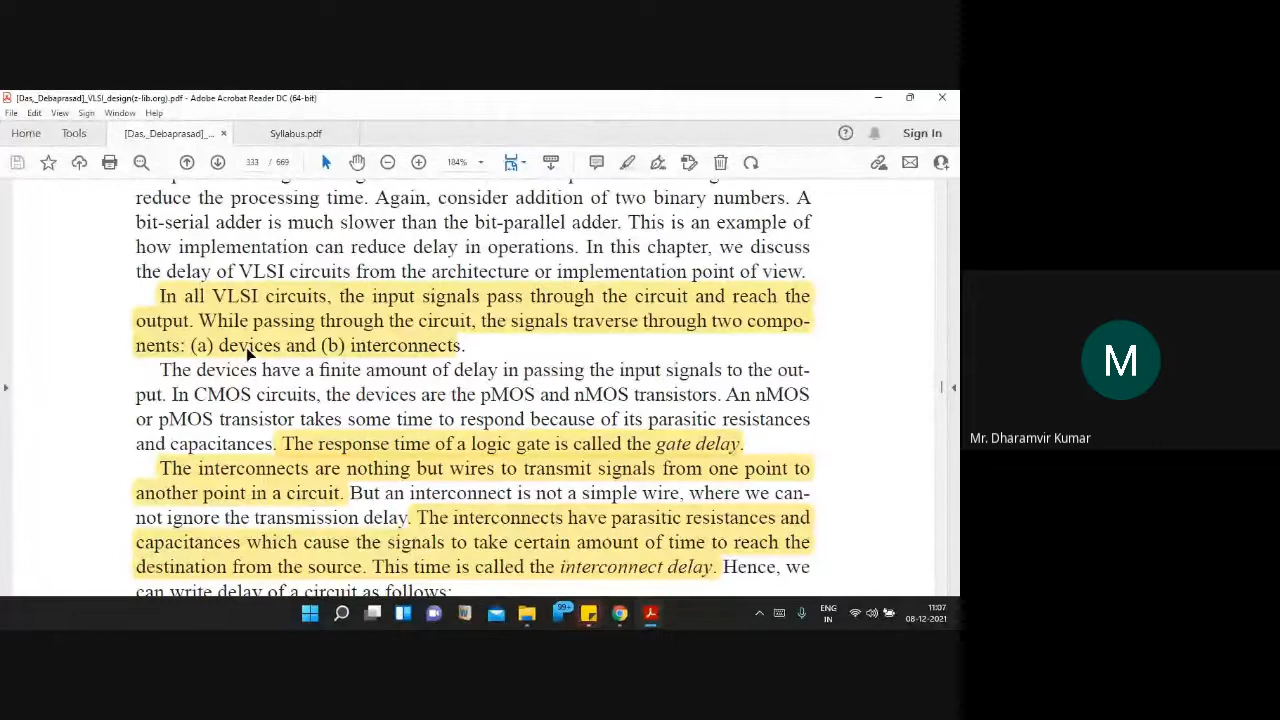 [Das,_Debaprasad]_VLSI_design(z-lib.org).pdf - Adobe Acrobat Reader DC (64-bit)
File Edit View Sign Window Help
Home Tools [Das,_Debaprasad]_... × Syllabus.pdf Sign In
333 / 669 184%
reduce the processing time. Again, consider addition of two binary numbers. A
bit-serial adder is much slower than the bit-parallel adder. This is an example of
how implementation can reduce delay in operations. In this chapter, we discuss
the delay of VLSI circuits from the architecture or implementation point of view.
In all VLSI circuits, the input signals pass through the circuit and reach the
output. While passing through the circuit, the signals traverse through two compo-
nents: (a) devices and (b) interconnects.
The devices have a finite amount of delay in passing the input signals to the out-
put. In CMOS circuits, the devices are the pMOS and nMOS transistors. An nMOS
or pMOS transistor takes some time to respond because of its parasitic resistances
and capacitances. The response time of a logic gate is called the gate delay.
The interconnects are nothing but wires to transmit signals from one point to
another point in a circuit. But an interconnect is not a simple wire, where we can-
not ignore the transmission delay. The interconnects have parasitic resistances and
capacitances which cause the signals to take certain amount of time to reach the
destination from the source. This time is called the interconnect delay. Hence, we
can write delay of a circuit as follows:
M
Mr. Dharamvir Kumar
99+
ENG
IN
11:07
08-12-2021